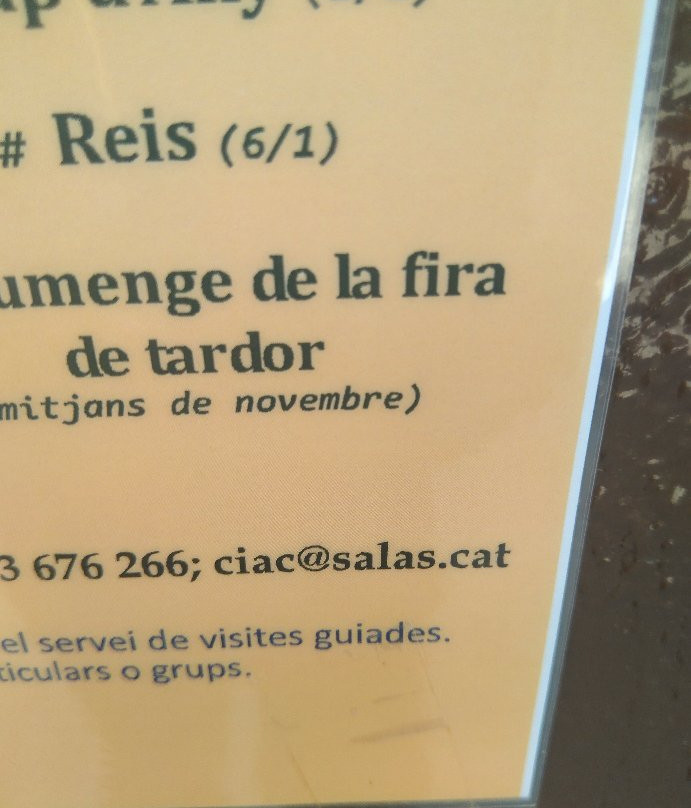 # Reis (6/1)
umenge de la fira
de tardor
mitjans de novembre)
3 676 266; ciac@salas.cat
el servei de visites guiades.
ticulars o grups.